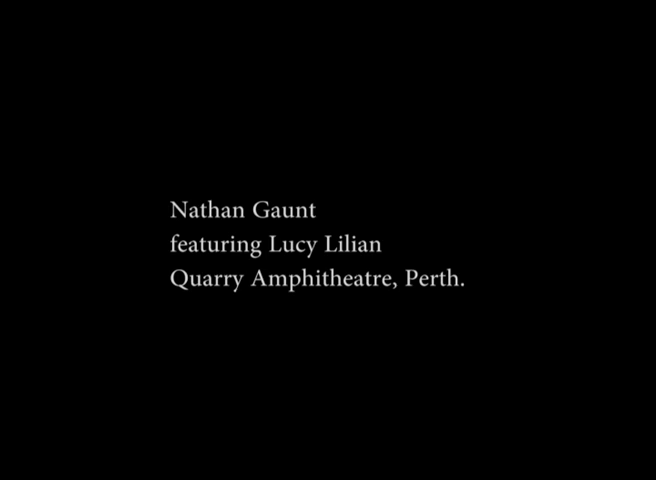 Nathan Gaunt
featuring Lucy Lilian
Quarry Amphitheatre, Perth.